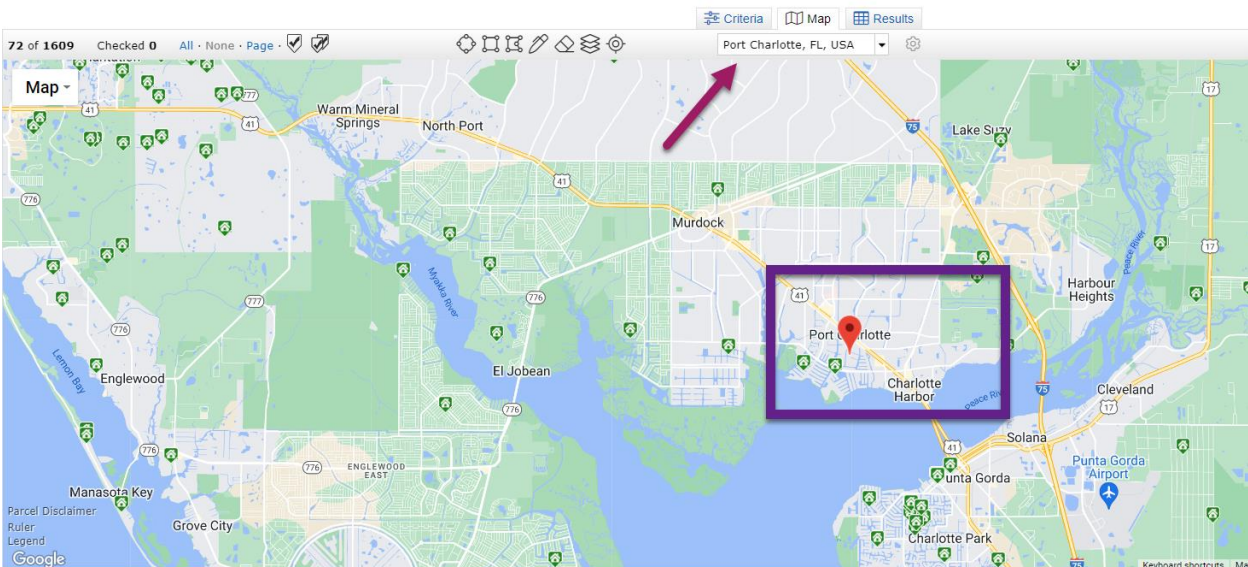 Criteria Map Results
72 of 1609 Checked 0 All · None · Page ·
Port Charlotte, FL, USA
Map
41
777
41
Warm Mineral
Springs
North Port
75
Lake Suzy
17
776
41
Murdock
Peace River
17
Myakka River
777
776
41
Harbour
Heights
776
Port Charlotte
Lemon Bay
Englewood
El Jobean
Charlotte
Harbor
75
Cleveland
17
776
41
Solana
776
776
ENGLEWOOD
EAST
Punta Gorda
Airport
Manasota Key
unta Gorda
Parcel Disclaimer
Ruler
Legend
Grove City
Charlotte Park
Google
75
Keyboard shortcuts